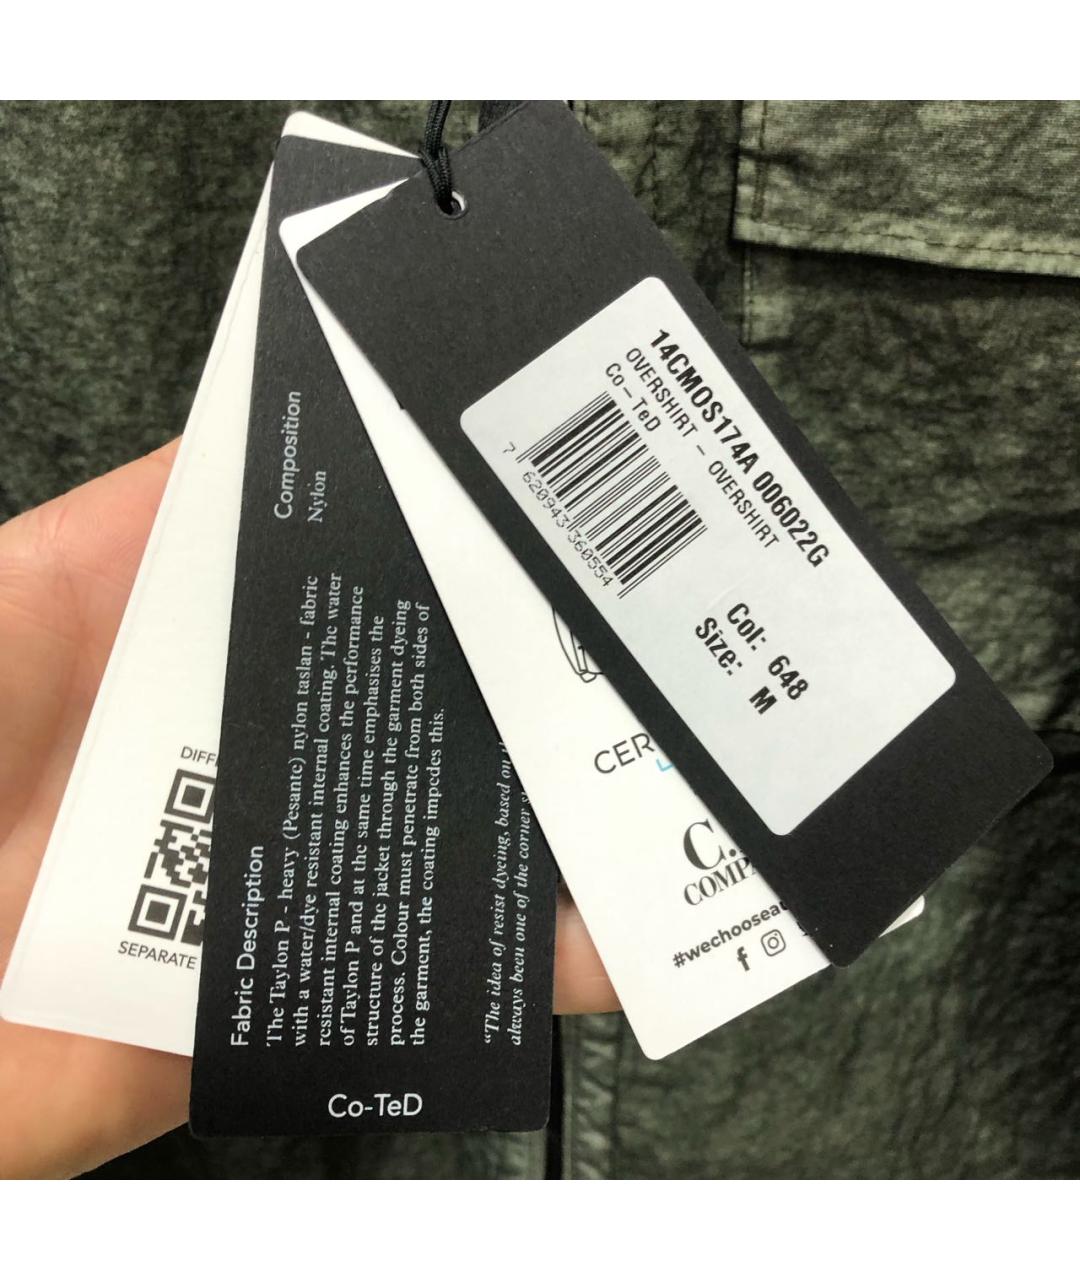 14CMOS174A 006022G
OVERSHIRT - OVERSHIRT
Co-TeD
7 620943 360554
Col: 648
Size: M
Composition
Nylon
Fabric Description
The Taylon P - heavy (Pesante) nylon taslan - fabric
with a water/dye resistant internal coating. The water
resistant internal coating enhances the performance
of Taylon P and at the same time emphasises the
structure of the jacket through the garment dyeing
process. Colour must penetrate from both sides of
the garment, the coating impedes this.
“The idea of resist dyeing, based on
always been one of the corner
Co-TeD
SEPARATE
CER
C.
COMP
#wechoose